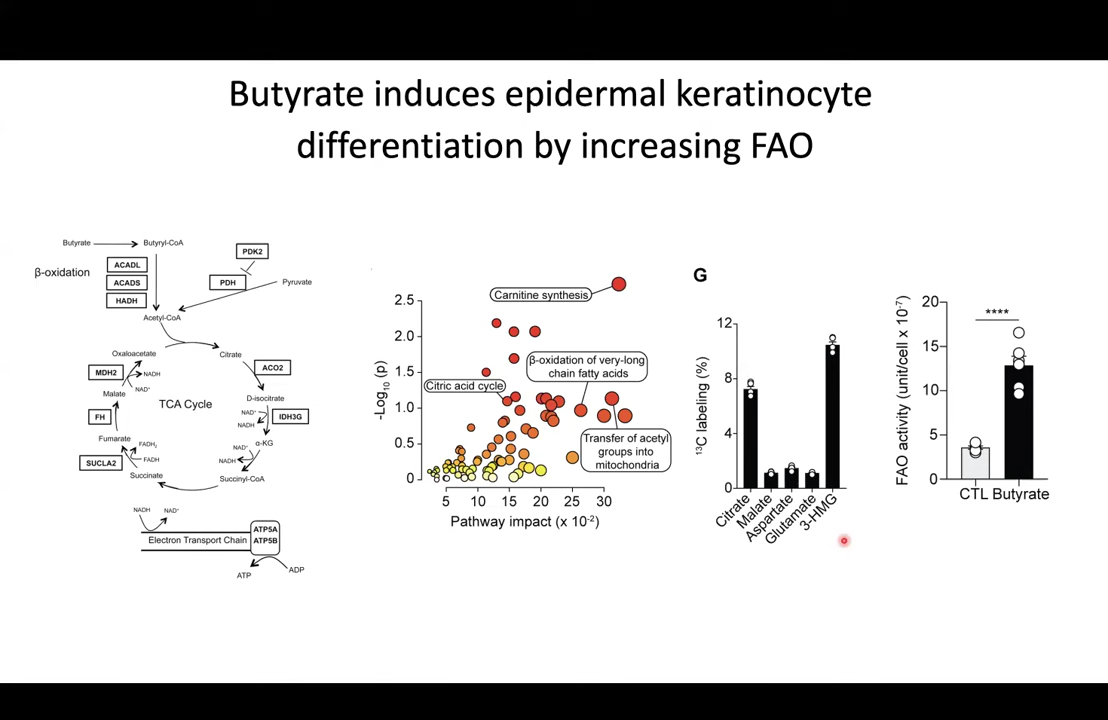 Butyrate induces epidermal keratinocyte
differentiation by increasing FAO
Butyrate
Butyryl-CoA
β-oxidation
ACADL
ACADS
HADH
PDK2
PDH
Pyruvate
Acetyl-CoA
Oxaloacetate
Citrate
MDH2
NADH
NAD⁺
ACO2
Malate
D-isocitrate
TCA Cycle
NAD⁺
NADH
IDH3G
FH
Fumarate
α-KG
FADH₂
FADH
NAD⁺
NADH
SUCLA2
Succinate
Succinyl-CoA
NADH
NAD⁺
Electron Transport Chain
ATP5A
ATP5B
ATP
ADP
-Log₁₀ (p)
2.5
2.0
1.5
1.0
0.5
0
Carnitine synthesis
β-oxidation of very-long
chain fatty acids
Citric acid cycle
Transfer of acetyl
groups into
mitochondria
5
10
15
20
25
30
Pathway impact (x 10⁻²)
G
¹³C labeling (%)
12
8
4
0
Citrate
Malate
Aspartate
Glutamate
3-HMG
FAO activity (unit/cell x 10⁻⁷)
20
15
10
5
0
****
CTL Butyrate